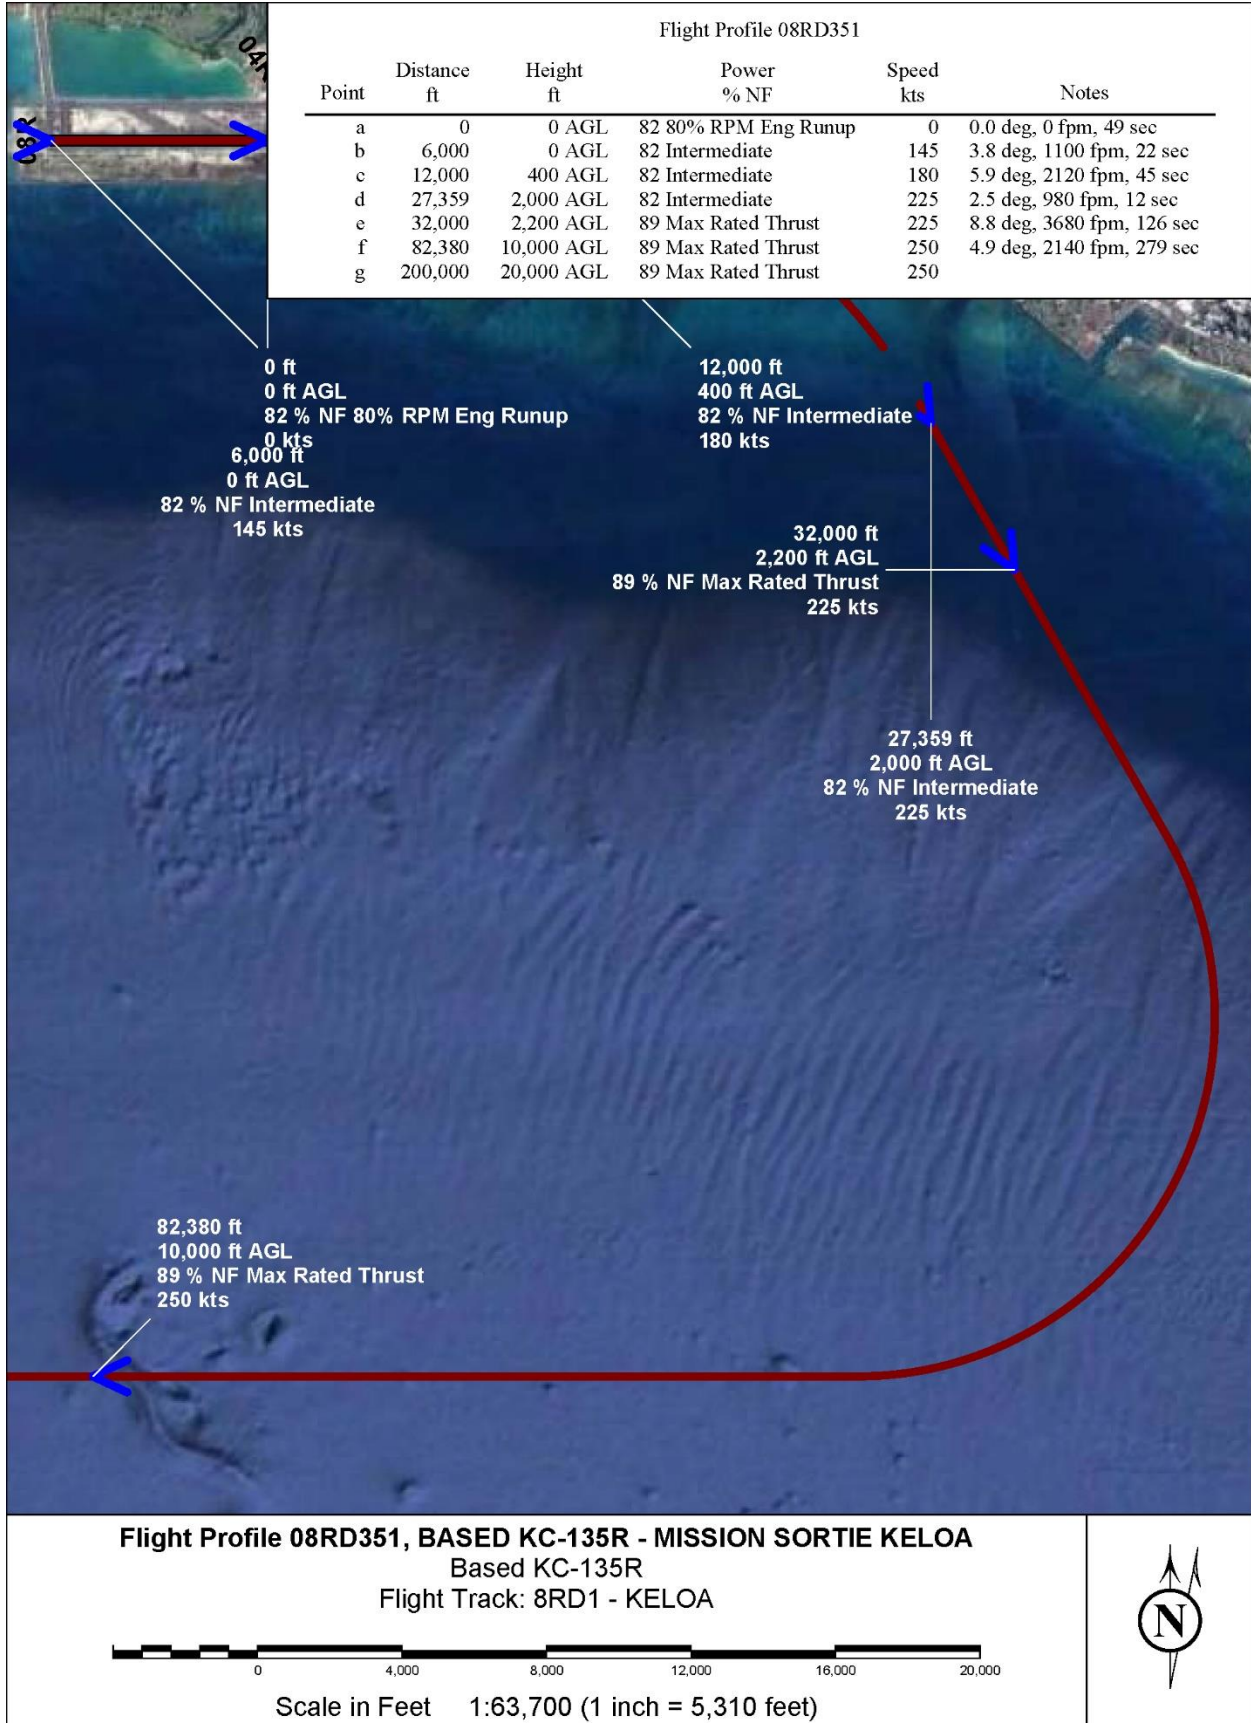 Flight Profile 08RD351
Point Distance ft Height ft Power % NF Speed kts Notes
a 0 0 AGL 82 80% RPM Eng Runup 0 0.0 deg, 0 fpm, 49 sec
b 6,000 0 AGL 82 Intermediate 145 3.8 deg, 1100 fpm, 22 sec
c 12,000 400 AGL 82 Intermediate 180 5.9 deg, 2120 fpm, 45 sec
d 27,359 2,000 AGL 82 Intermediate 225 2.5 deg, 980 fpm, 12 sec
e 32,000 2,200 AGL 89 Max Rated Thrust 225 8.8 deg, 3680 fpm, 126 sec
f 82,380 10,000 AGL 89 Max Rated Thrust 250 4.9 deg, 2140 fpm, 279 sec
g 200,000 20,000 AGL 89 Max Rated Thrust 250
08R
0 ft
0 ft AGL
82 % NF 80% RPM Eng Runup
0 kts
6,000 ft
0 ft AGL
82 % NF Intermediate
145 kts
12,000 ft
400 ft AGL
82 % NF Intermediate
180 kts
32,000 ft
2,200 ft AGL
89 % NF Max Rated Thrust
225 kts
27,359 ft
2,000 ft AGL
82 % NF Intermediate
225 kts
82,380 ft
10,000 ft AGL
89 % NF Max Rated Thrust
250 kts
Flight Profile 08RD351, BASED KC-135R - MISSION SORTIE KELOA
Based KC-135R
Flight Track: 8RD1 - KELOA
0 4,000 8,000 12,000 16,000 20,000
Scale in Feet 1:63,700 (1 inch = 5,310 feet)
N